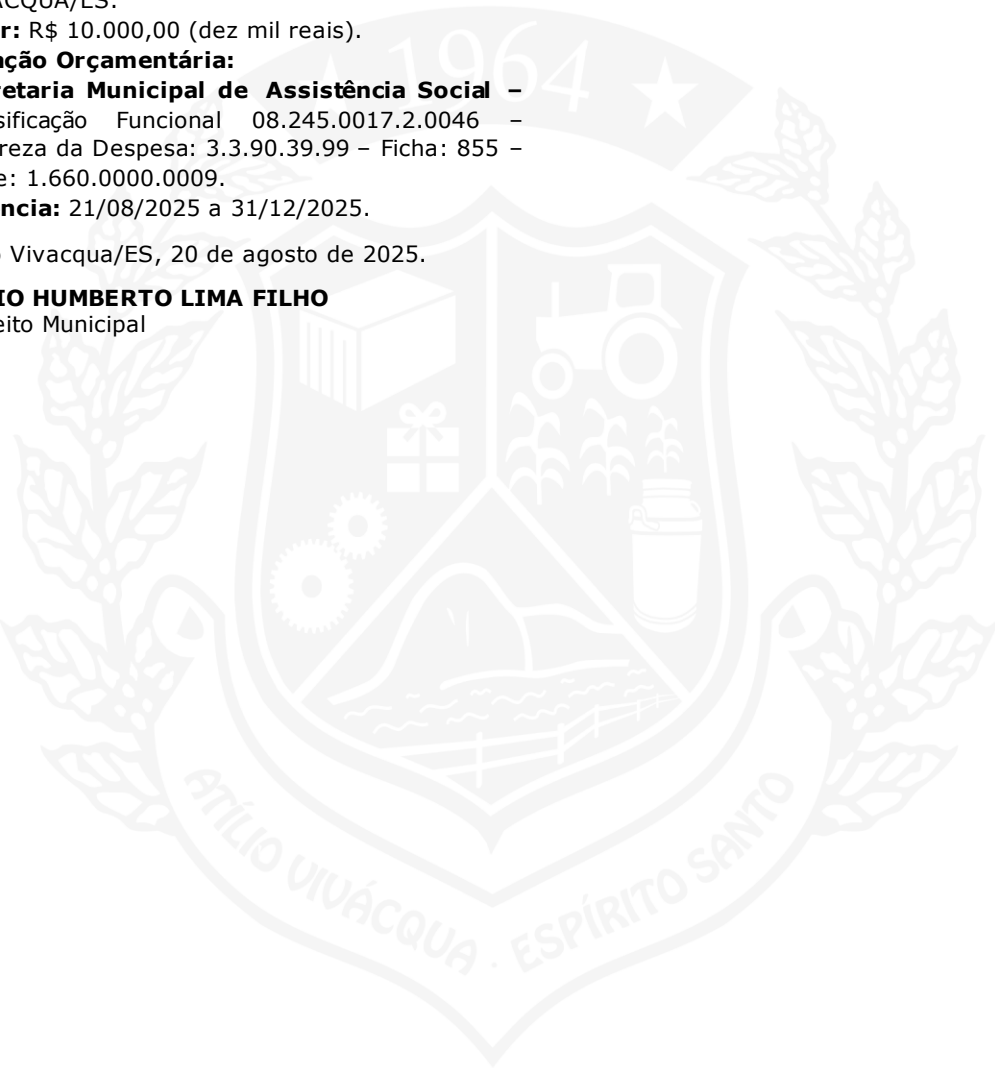 ACQUA/ES.
r: R$ 10.000,00 (dez mil reais).
ação Orçamentária:
retaria Municipal de Assistência Social –
sificação Funcional 08.245.0017.2.0046 –
reza da Despesa: 3.3.90.39.99 – Ficha: 855 –
e: 1.660.0000.0009.
ência: 21/08/2025 a 31/12/2025.
o Vivacqua/ES, 20 de agosto de 2025.
IO HUMBERTO LIMA FILHO
eito Municipal
1964
ATÍLIO VIVÁCQUA . ESPÍRITO SANTO